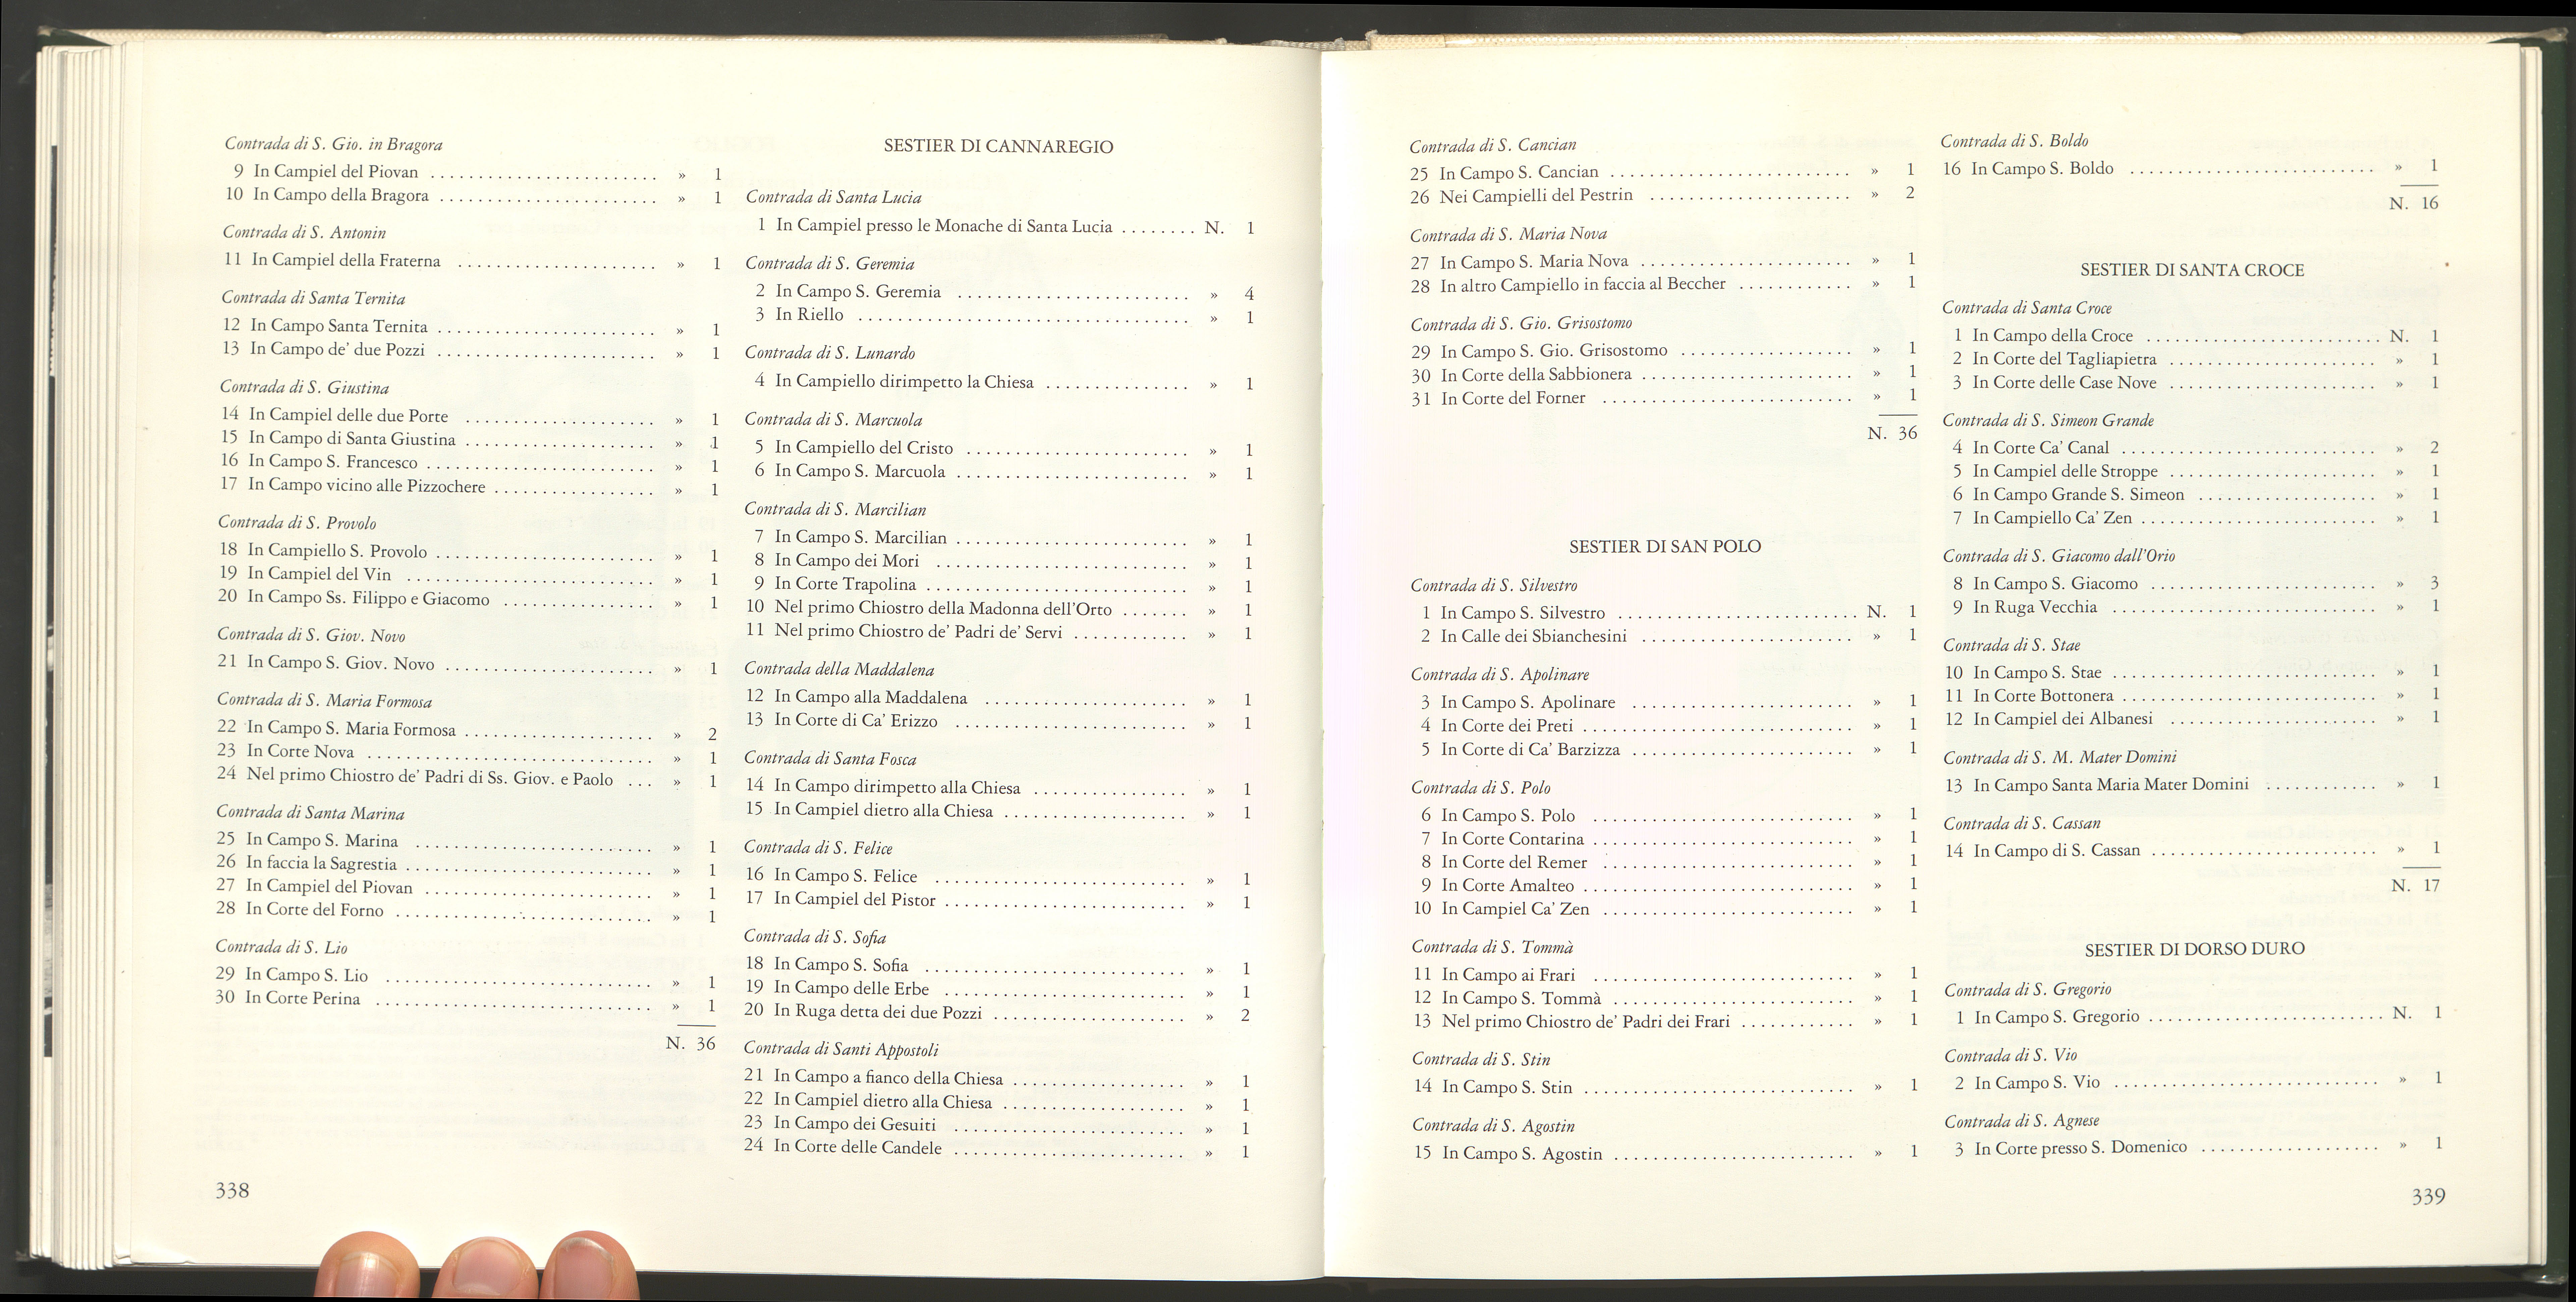 Contrada di S. Gio. in Bragora
9 In Campiel del Piovan ........................ » 1
10 In Campo della Bragora ....................... » 1
Contrada di S. Antonin
11 In Campiel della Fraterna ..................... » 1
Contrada di Santa Ternita
12 In Campo Santa Ternita ....................... » 1
13 In Campo de' due Pozzi ....................... » 1
Contrada di S. Giustina
14 In Campiel delle due Porte .................... » 1
15 In Campo di Santa Giustina .................... » 1
16 In Campo S. Francesco ........................ » 1
17 In Campo vicino alle Pizzochere ................. » 1
Contrada di S. Provolo
18 In Campiello S. Provolo ....................... » 1
19 In Campiel del Vin .......................... » 1
20 In Campo Ss. Filippo e Giacomo ................ » 1
Contrada di S. Giov. Novo
21 In Campo S. Giov. Novo ...................... » 1
Contrada di S. Maria Formosa
22 In Campo S. Maria Formosa .................... » 2
23 In Corte Nova .............................. » 1
24 Nel primo Chiostro de' Padri di Ss. Giov. e Paolo ... » 1
Contrada di Santa Marina
25 In Campo S. Marina ......................... » 1
26 In faccia la Sagrestia .......................... » 1
27 In Campiel del Piovan ........................ » 1
28 In Corte del Forno ........................... » 1
Contrada di S. Lio
29 In Campo S. Lio ............................ » 1
30 In Corte Perina ............................. » 1
N. 36
338
SESTIER DI CANNAREGIO
Contrada di Santa Lucia
1 In Campiel presso le Monache di Santa Lucia ........ N. 1
Contrada di S. Geremia
2 In Campo S. Geremia ........................ » 4
3 In Riello .................................. » 1
Contrada di S. Lunardo
4 In Campiello dirimpetto la Chiesa ............... » 1
Contrada di S. Marcuola
5 In Campiello del Cristo ....................... » 1
6 In Campo S. Marcuola ........................ » 1
Contrada di S. Marcilian
7 In Campo S. Marcilian ........................ » 1
8 In Campo dei Mori .......................... » 1
9 In Corte Trapolina ........................... » 1
10 Nel primo Chiostro della Madonna dell'Orto ....... » 1
11 Nel primo Chiostro de' Padri de' Servi ............ » 1
Contrada della Maddalena
12 In Campo alla Maddalena ..................... » 1
13 In Corte di Ca' Erizzo ........................ » 1
Contrada di Santa Fosca
14 In Campo dirimpetto alla Chiesa ................ » 1
15 In Campiel dietro alla Chiesa ................... » 1
Contrada di S. Felice
16 In Campo S. Felice .......................... » 1
17 In Campiel del Pistor ......................... » 1
Contrada di S. Sofia
18 In Campo S. Sofia ........................... » 1
19 In Campo delle Erbe ......................... » 1
20 In Ruga detta dei due Pozzi .................... » 2
Contrada di Santi Appostoli
21 In Campo a fianco della Chiesa .................. » 1
22 In Campiel dietro alla Chiesa ................... » 1
23 In Campo dei Gesuiti ........................ » 1
24 In Corte delle Candele ........................ » 1
Contrada di S. Cancian
25 In Campo S. Cancian ......................... » 1
26 Nei Campielli del Pestrin ..................... » 2
Contrada di S. Maria Nova
27 In Campo S. Maria Nova ...................... » 1
28 In altro Campiello in faccia al Beccher ............ » 1
Contrada di S. Gio. Grisostomo
29 In Campo S. Gio. Grisostomo .................. » 1
30 In Corte della Sabbionera ...................... » 1
31 In Corte del Forner .......................... » 1
N. 36
SESTIER DI SAN POLO
Contrada di S. Silvestro
1 In Campo S. Silvestro ......................... N. 1
2 In Calle dei Sbianchesini ...................... » 1
Contrada di S. Apolinare
3 In Campo S. Apolinare ....................... » 1
4 In Corte dei Preti ............................ » 1
5 In Corte di Ca' Barzizza ....................... » 1
Contrada di S. Polo
6 In Campo S. Polo ........................... » 1
7 In Corte Contarina ........................... » 1
8 In Corte del Remer .......................... » 1
9 In Corte Amalteo ............................ » 1
10 In Campiel Ca' Zen .......................... » 1
Contrada di S. Tommà
11 In Campo ai Frari ........................... » 1
12 In Campo S. Tommà ......................... » 1
13 Nel primo Chiostro de' Padri dei Frari ............ » 1
Contrada di S. Stin
14 In Campo S. Stin ............................ » 1
Contrada di S. Agostin
15 In Campo S. Agostin ......................... » 1
Contrada di S. Boldo
16 In Campo S. Boldo ......................... » 1
N. 16
SESTIER DI SANTA CROCE
Contrada di Santa Croce
1 In Campo della Croce ........................ N. 1
2 In Corte del Tagliapietra ...................... » 1
3 In Corte delle Case Nove ...................... » 1
Contrada di S. Simeon Grande
4 In Corte Ca' Canal .......................... » 2
5 In Campiel delle Stroppe ...................... » 1
6 In Campo Grande S. Simeon ................... » 1
7 In Campiello Ca' Zen ......................... » 1
Contrada di S. Giacomo dall'Orio
8 In Campo S. Giacomo ........................ » 3
9 In Ruga Vecchia ............................ » 1
Contrada di S. Stae
10 In Campo S. Stae ............................ » 1
11 In Corte Bottonera ........................... » 1
12 In Campiel dei Albanesi ...................... » 1
Contrada di S. M. Mater Domini
13 In Campo Santa Maria Mater Domini ............ » 1
Contrada di S. Cassan
14 In Campo di S. Cassan ........................ » 1
N. 17
SESTIER DI DORSO DURO
Contrada di S. Gregorio
1 In Campo S. Gregorio ........................ N. 1
Contrada di S. Vio
2 In Campo S. Vio ............................ » 1
Contrada di S. Agnese
3 In Corte presso S. Domenico ................... » 1
339